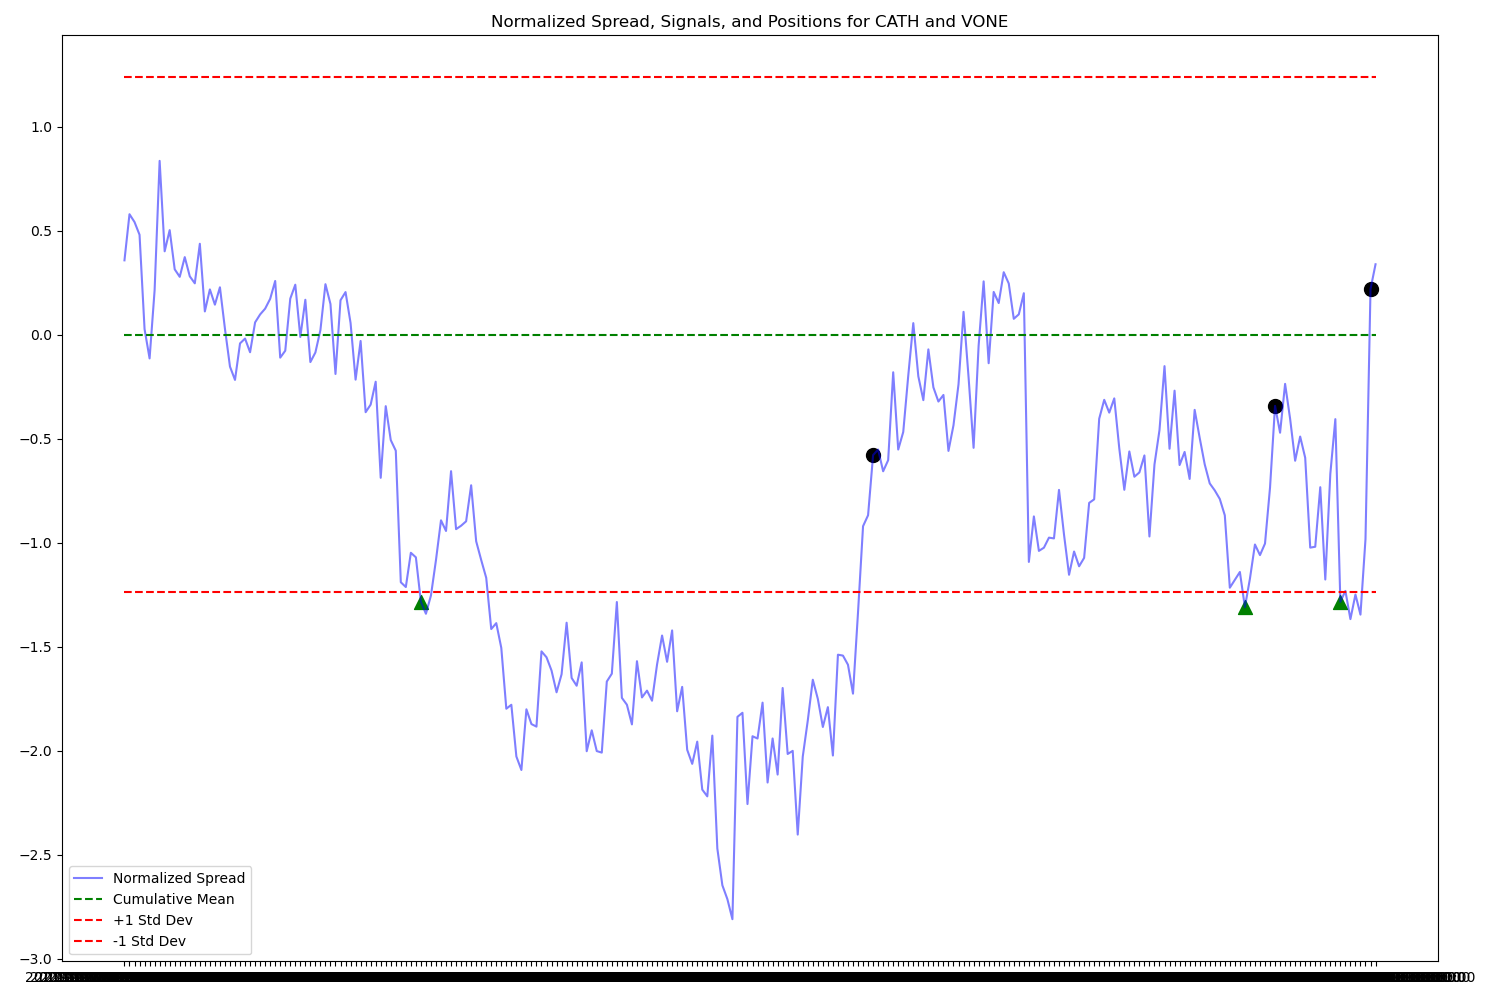 Normalized Spread, Signals, and Positions for CATH and VONE
1.0
0.5
0.0
−0.5
−1.0
−1.5
−2.0
−2.5
−3.0
Normalized Spread
Cumulative Mean
+1 Std Dev
-1 Std Dev